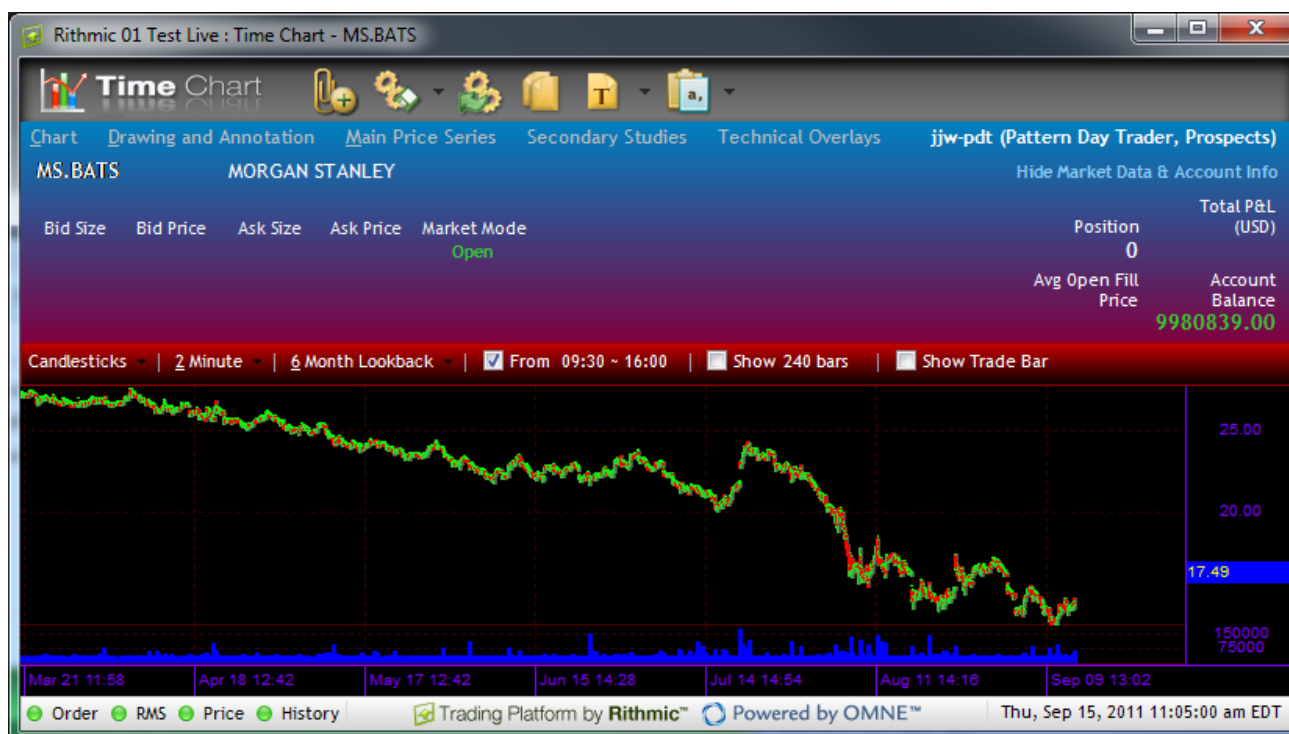 Rithmic 01 Test Live : Time Chart - MS.BATS
Time Chart
T
a,
Chart Drawing and Annotation Main Price Series Secondary Studies Technical Overlays jjw-pdt (Pattern Day Trader, Prospects)
MS.BATS MORGAN STANLEY Hide Market Data & Account Info
Bid Size Bid Price Ask Size Ask Price Market Mode Position Total P&L (USD)
Open 0
Avg Open Fill Price Account Balance
9980839.00
Candlesticks | 2 Minute | 6 Month Lookback | From 09:30 ~ 16:00 | Show 240 bars | Show Trade Bar
25.00
20.00
17.49
150000
75000
Mar 21 11:58 Apr 18 12:42 May 17 12:42 Jun 15 14:28 Jul 14 14:54 Aug 11 14:16 Sep 09 13:02
Order RMS Price History Trading Platform by Rithmic™ Powered by OMNE™ Thu, Sep 15, 2011 11:05:00 am EDT